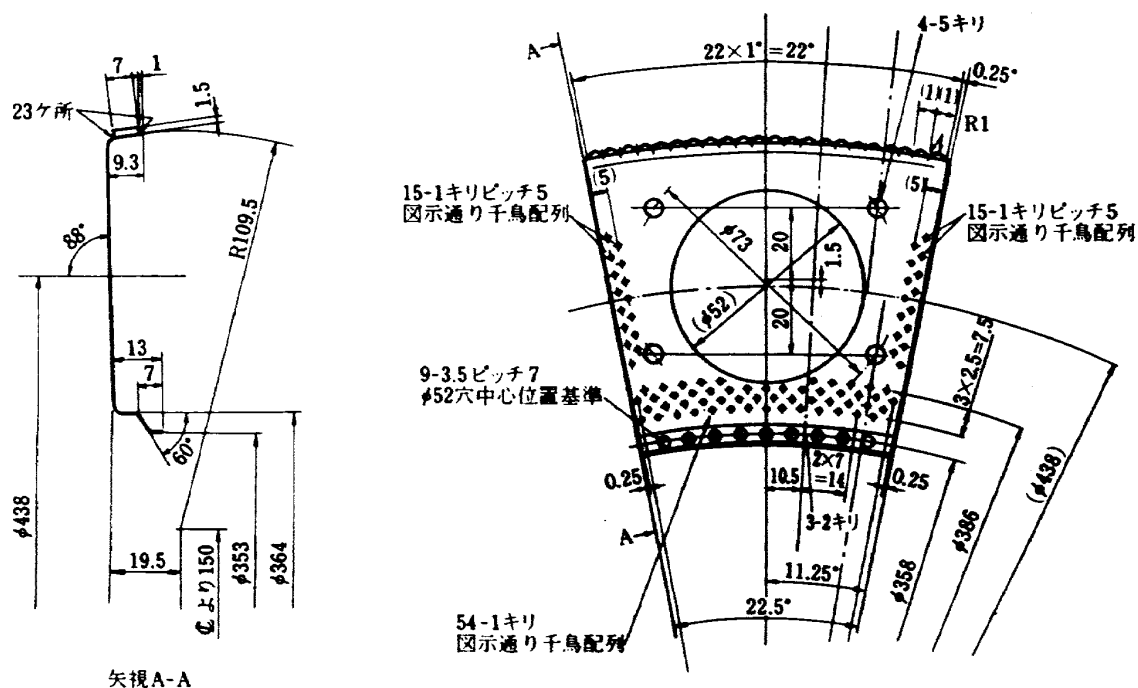 7
1
1.5
23ケ所
9.3
R109.5
88°
13
7
60°
φ438
19.5
℄より150
φ353
φ364
矢視A-A
4-5キリ
A
22×1°=22°
0.25°
(1)(1)
R1
(5)
(5)
15-1キリピッチ5
図示通り千鳥配列
15-1キリピッチ5
図示通り千鳥配列
φ73
20
1.5
(φ52)
20
9-3.5ピッチ7
φ52穴中心位置基準
3×2.5=7.5
0.25
10.5
2×7
=14
0.25
3-2キリ
A
11.25°
22.5°
φ358
φ386
(φ438)
54-1キリ
図示通り千鳥配列